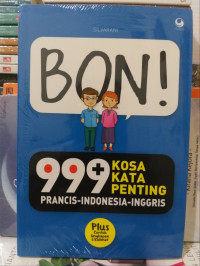 BON!
999+
KOSA
KATA
PENTING
PRANCIS-INDONESIA-INGGRIS
Plus